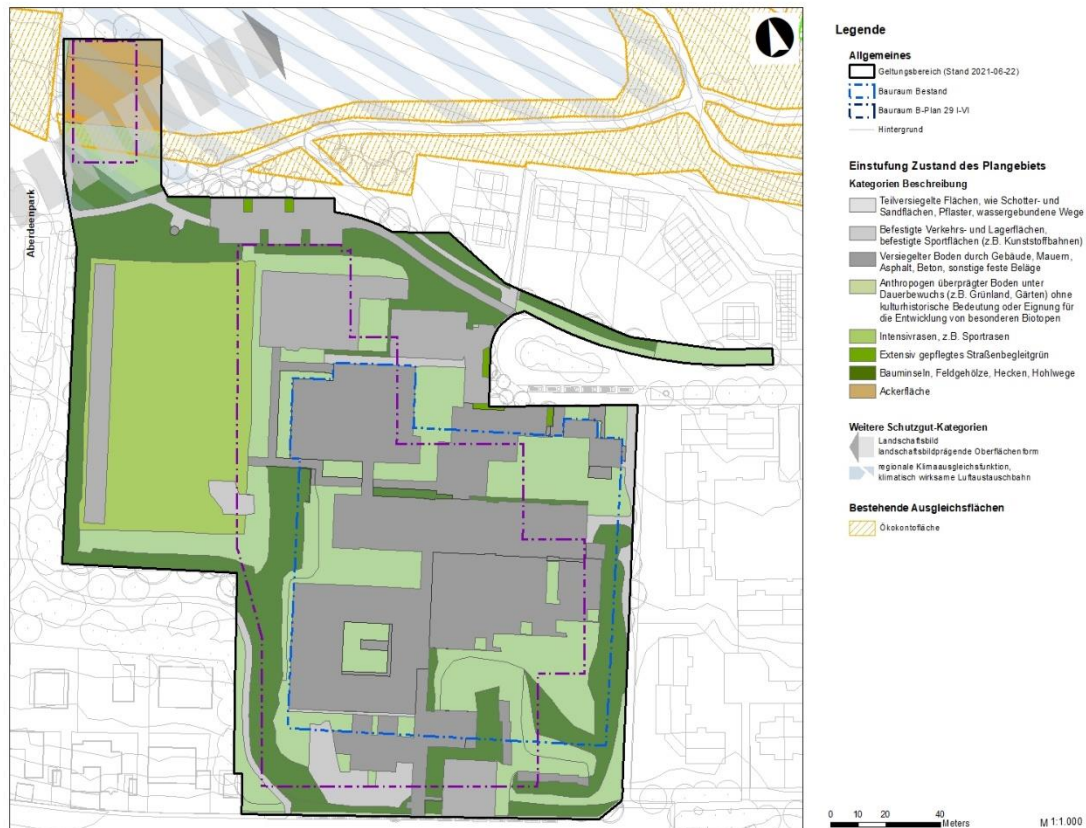 Aberdeenpark
Legende
Allgemeines
Geltungsbereich (Stand 2021-06-22)
Bauraum Bestand
Bauraum B-Plan 29 I-VI
Hintergrund
Einstufung Zustand des Plangebiets
Kategorien Beschreibung
Teilversiegelte Flächen, wie Schotter- und
Sandflächen, Pflaster, wassergebundene Wege
Befestigte Verkehrs- und Lagerflächen,
befestigte Sportflächen (z.B. Kunststoffbahnen)
Versiegelter Boden durch Gebäude, Mauern,
Asphalt, Beton, sonstige feste Beläge
Anthropogen überprägter Boden unter
Dauerbewuchs (z.B. Grünland, Gärten) ohne
kulturhistorische Bedeutung oder Eignung für
die Entwicklung von besonderen Biotopen
Intensivrasen, z.B. Sportrasen
Extensiv gepflegtes Straßenbegleitgrün
Bauminseln, Feldgehölze, Hecken, Hohlwege
Ackerfläche
Weitere Schutzgut-Kategorien
Landschaftsbild
landschaftsbildprägende Oberflächenform
regionale Klimaausgleichsfunktion,
klimatisch wirksame Luftaustauschbahn
Bestehende Ausgleichsflächen
Ökokontofläche
0 10 20 40
Meters
M 1:1.000